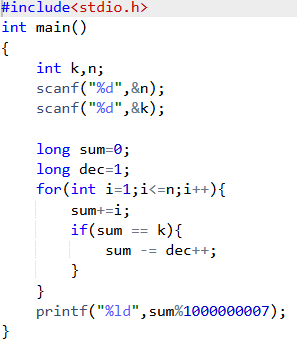 #include<stdio.h>
int main()
{
    int k,n;
    scanf("%d",&n);
    scanf("%d",&k);

    long sum=0;
    long dec=1;
    for(int i=1;i<=n;i++){
        sum+=i;
        if(sum == k){
            sum -= dec++;
        }
    }
    printf("%ld",sum%1000000007);
}